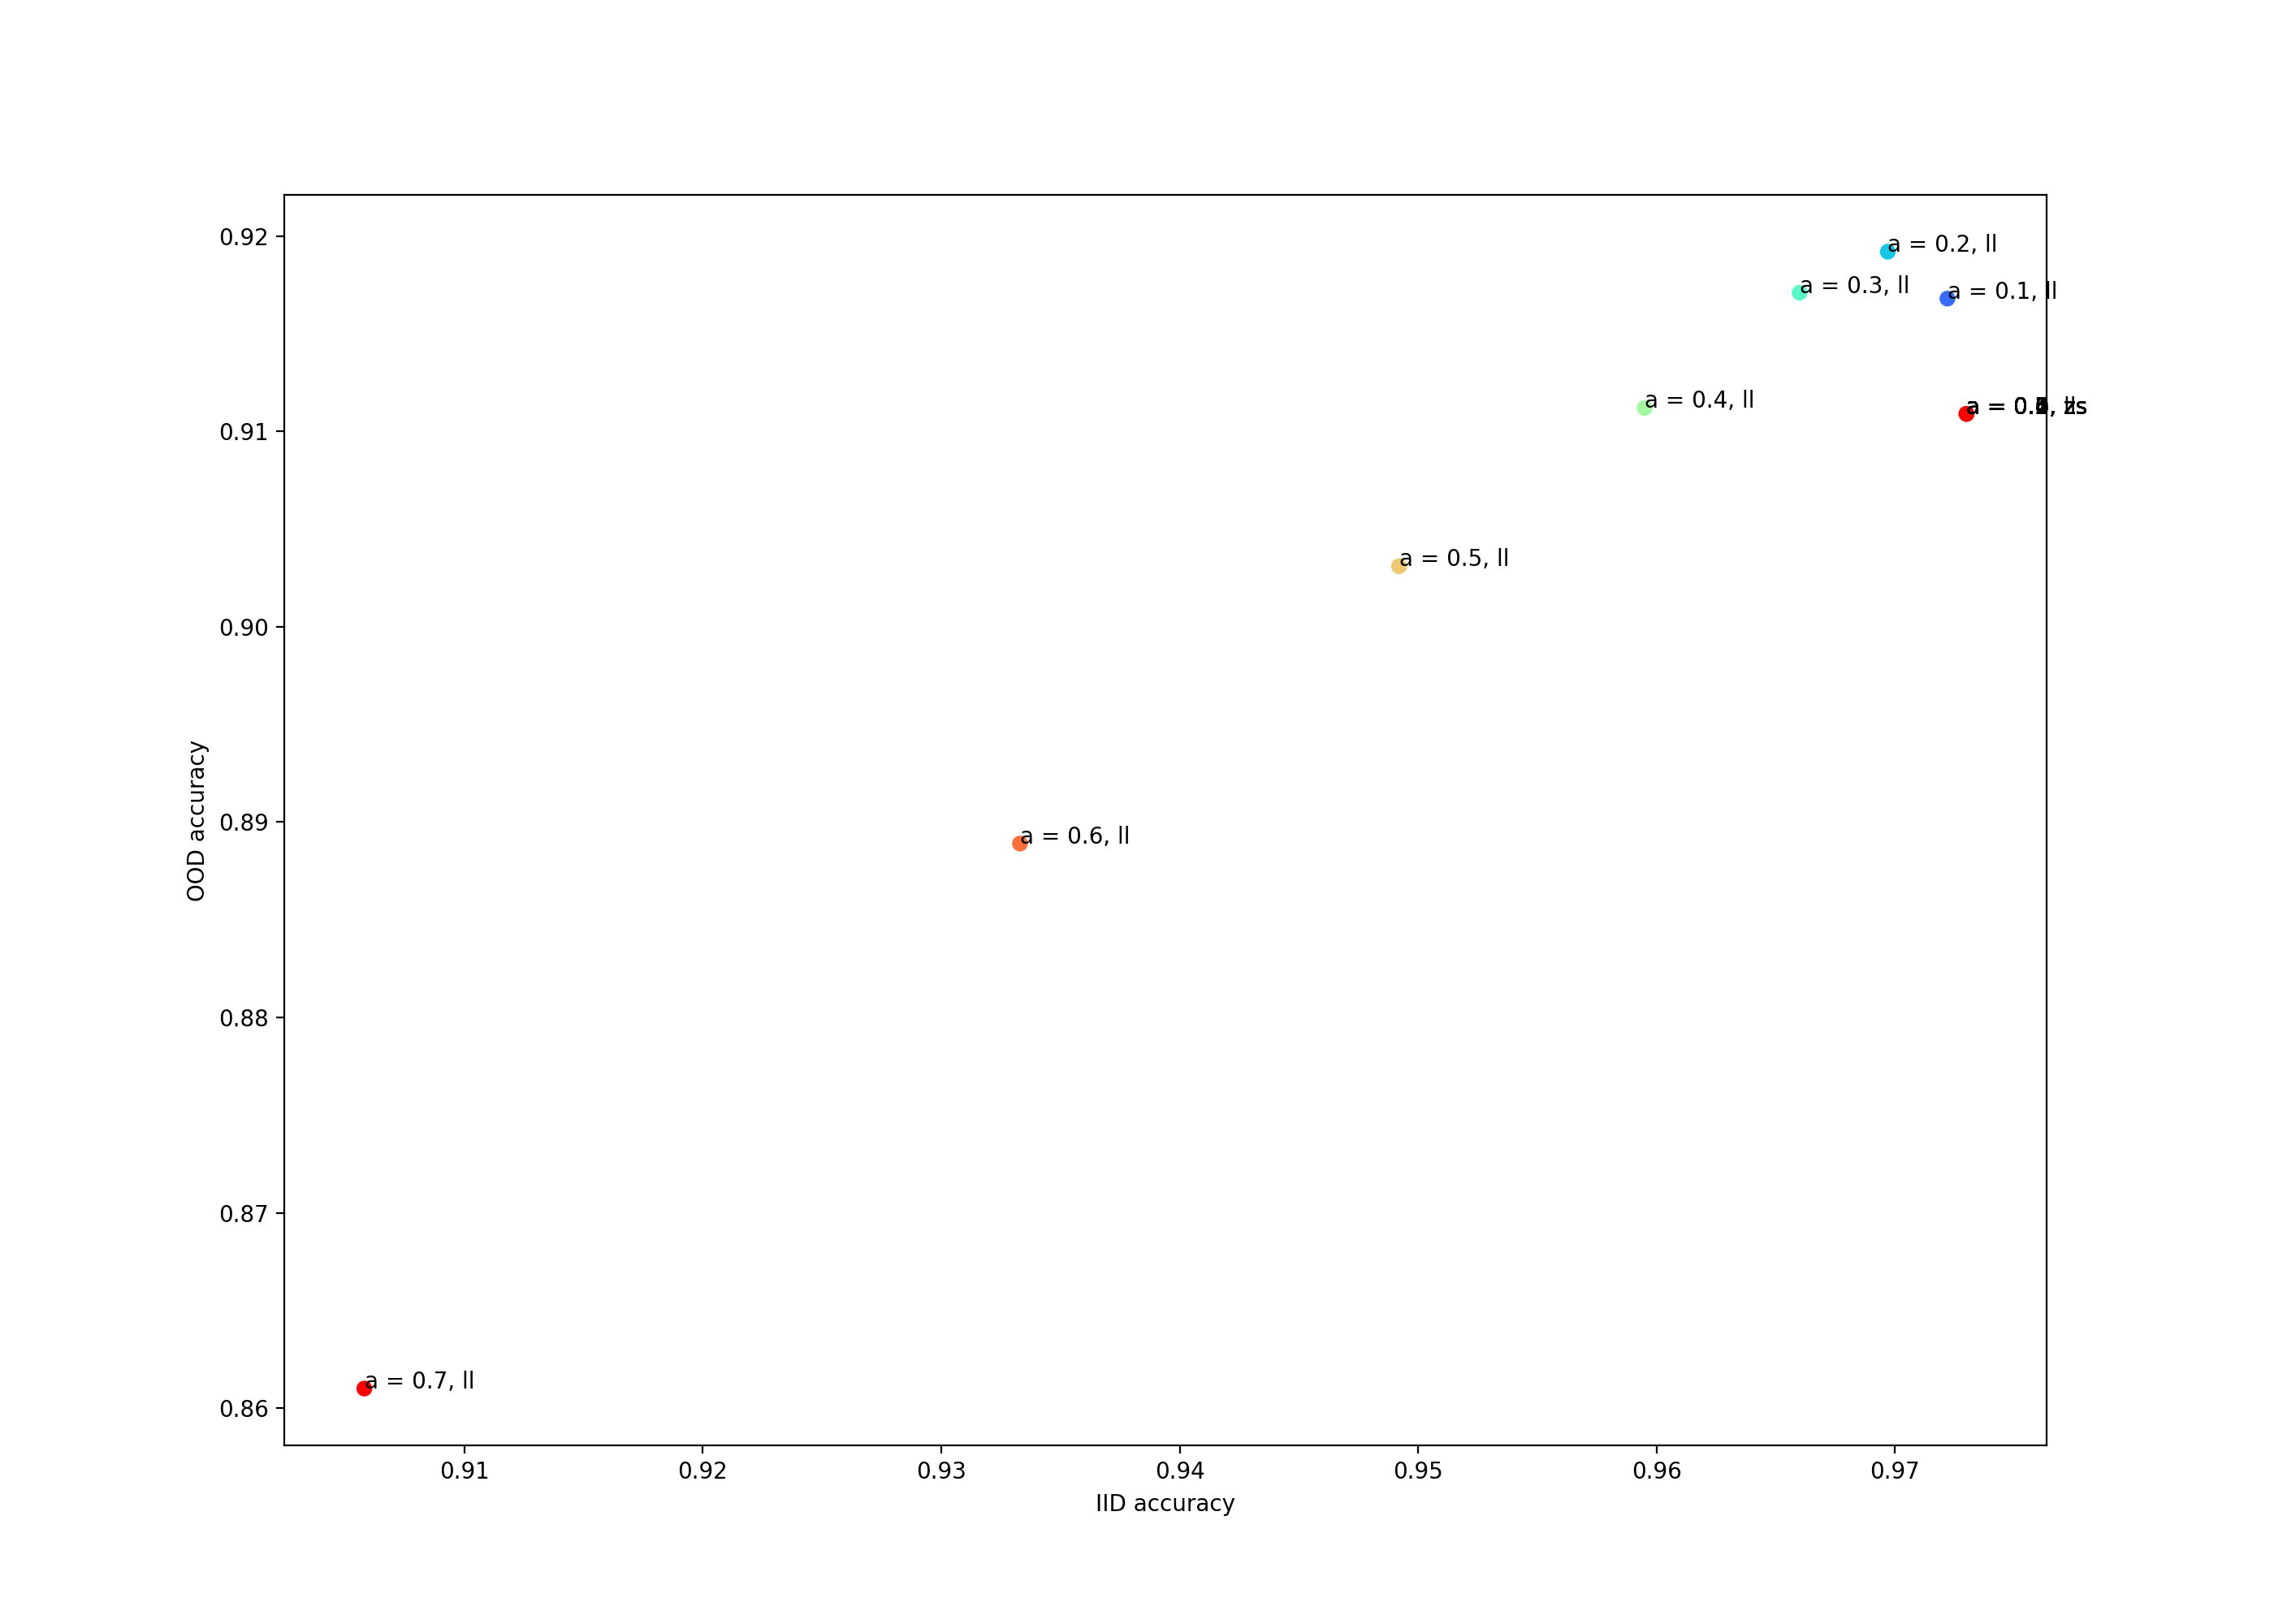 0.92
a = 0.2, ll
a = 0.3, ll
a = 0.1, ll
a = 0.4, ll
0.91
a = 0.5, ll
0.90
0.89
a = 0.6, ll
OOD accuracy
0.88
0.87
a = 0.7, ll
0.86
0.91 0.92 0.93 0.94 0.95 0.96 0.97
IID accuracy